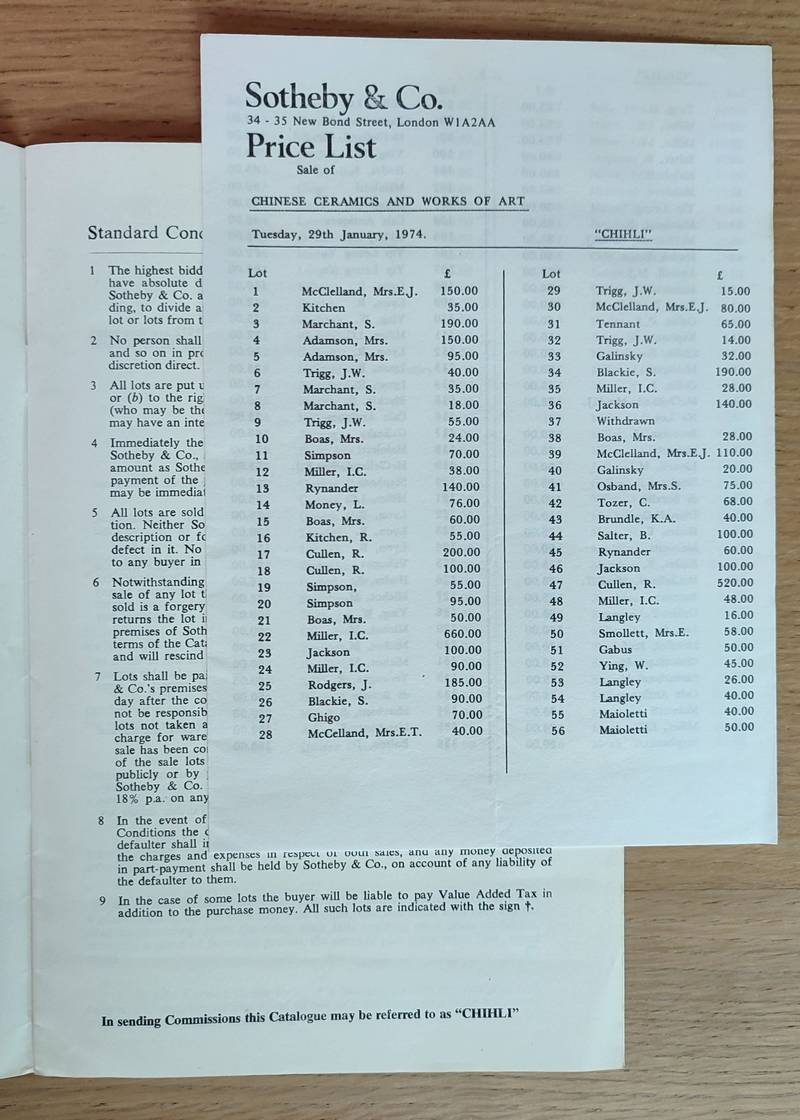 Sotheby & Co.
34 - 35 New Bond Street, London W1A2AA
Price List
Sale of
CHINESE CERAMICS AND WORKS OF ART
Tuesday, 29th January, 1974. "CHIHLI"
Lot £
1 McClelland, Mrs.E.J. 150.00
2 Kitchen 35.00
3 Marchant, S. 190.00
4 Adamson, Mrs. 150.00
5 Adamson, Mrs. 95.00
6 Trigg, J.W. 40.00
7 Marchant, S. 35.00
8 Marchant, S. 18.00
9 Trigg, J.W. 55.00
10 Boas, Mrs. 24.00
11 Simpson 70.00
12 Miller, I.C. 38.00
13 Rynander 140.00
14 Money, L. 76.00
15 Boas, Mrs. 60.00
16 Kitchen, R. 55.00
17 Cullen, R. 200.00
18 Cullen, R. 100.00
19 Simpson, 55.00
20 Simpson 95.00
21 Boas, Mrs. 50.00
22 Miller, I.C. 660.00
23 Jackson 100.00
24 Miller, I.C. 90.00
25 Rodgers, J. 185.00
26 Blackie, S. 90.00
27 Ghigo 70.00
28 McCelland, Mrs.E.T. 40.00
Lot £
29 Trigg, J.W. 15.00
30 McClelland, Mrs.E.J. 80.00
31 Tennant 65.00
32 Trigg, J.W. 14.00
33 Galinsky 32.00
34 Blackie, S. 190.00
35 Miller, I.C. 28.00
36 Jackson 140.00
37 Withdrawn
38 Boas, Mrs. 28.00
39 McClelland, Mrs.E.J. 110.00
40 Galinsky 20.00
41 Osband, Mrs.S. 75.00
42 Tozer, C. 68.00
43 Brundle, K.A. 40.00
44 Salter, B. 100.00
45 Rynander 60.00
46 Jackson 100.00
47 Cullen, R. 520.00
48 Miller, I.C. 48.00
49 Langley 16.00
50 Smollett, Mrs.E. 58.00
51 Gabus 50.00
52 Ying, W. 45.00
53 Langley 26.00
54 Langley 40.00
55 Maioletti 40.00
56 Maioletti 50.00
Standard Con
1 The highest bidd
have absolute d
Sotheby & Co. a
ding, to divide a
lot or lots from t
2 No person shall
and so on in pr
discretion direct.
3 All lots are put u
or (b) to the rig
(who may be the
may have an inte
4 Immediately the
Sotheby & Co.,
amount as Sothe
payment of the
may be immediat
5 All lots are sold
tion. Neither So
description or fo
defect in it. No
to any buyer in
6 Notwithstanding
sale of any lot t
sold is a forgery
returns the lot i
premises of Soth
terms of the Cat
and will rescind
7 Lots shall be pa
& Co.'s premises
day after the co
not be responsib
lots not taken a
charge for ware
sale has been co
of the sale lots
publicly or by
Sotheby & Co.
18% p.a. on any
8 In the event of
Conditions the
defaulter shall i
the charges and expenses in respect of both sales, and any money deposited
in part-payment shall be held by Sotheby & Co., on account of any liability of
the defaulter to them.
9 In the case of some lots the buyer will be liable to pay Value Added Tax in
addition to the purchase money. All such lots are indicated with the sign †.
In sending Commissions this Catalogue may be referred to as "CHIHLI"